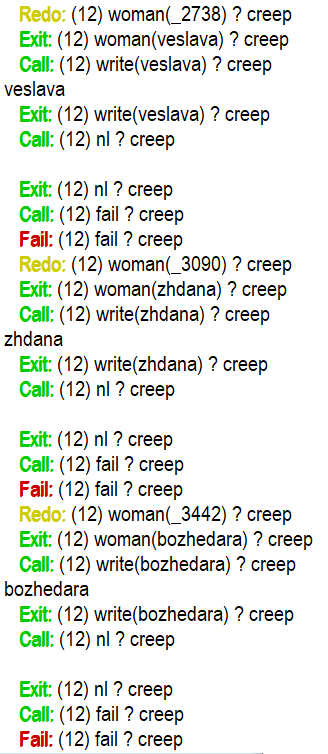 Redo: (12) woman(_2738) ? creep
Exit: (12) woman(veslava) ? creep
Call: (12) write(veslava) ? creep
veslava
Exit: (12) write(veslava) ? creep
Call: (12) nl ? creep
Exit: (12) nl ? creep
Call: (12) fail ? creep
Fail: (12) fail ? creep
Redo: (12) woman(_3090) ? creep
Exit: (12) woman(zhdana) ? creep
Call: (12) write(zhdana) ? creep
zhdana
Exit: (12) write(zhdana) ? creep
Call: (12) nl ? creep
Exit: (12) nl ? creep
Call: (12) fail ? creep
Fail: (12) fail ? creep
Redo: (12) woman(_3442) ? creep
Exit: (12) woman(bozhedara) ? creep
Call: (12) write(bozhedara) ? creep
bozhedara
Exit: (12) write(bozhedara) ? creep
Call: (12) nl ? creep
Exit: (12) nl ? creep
Call: (12) fail ? creep
Fail: (12) fail ? creep